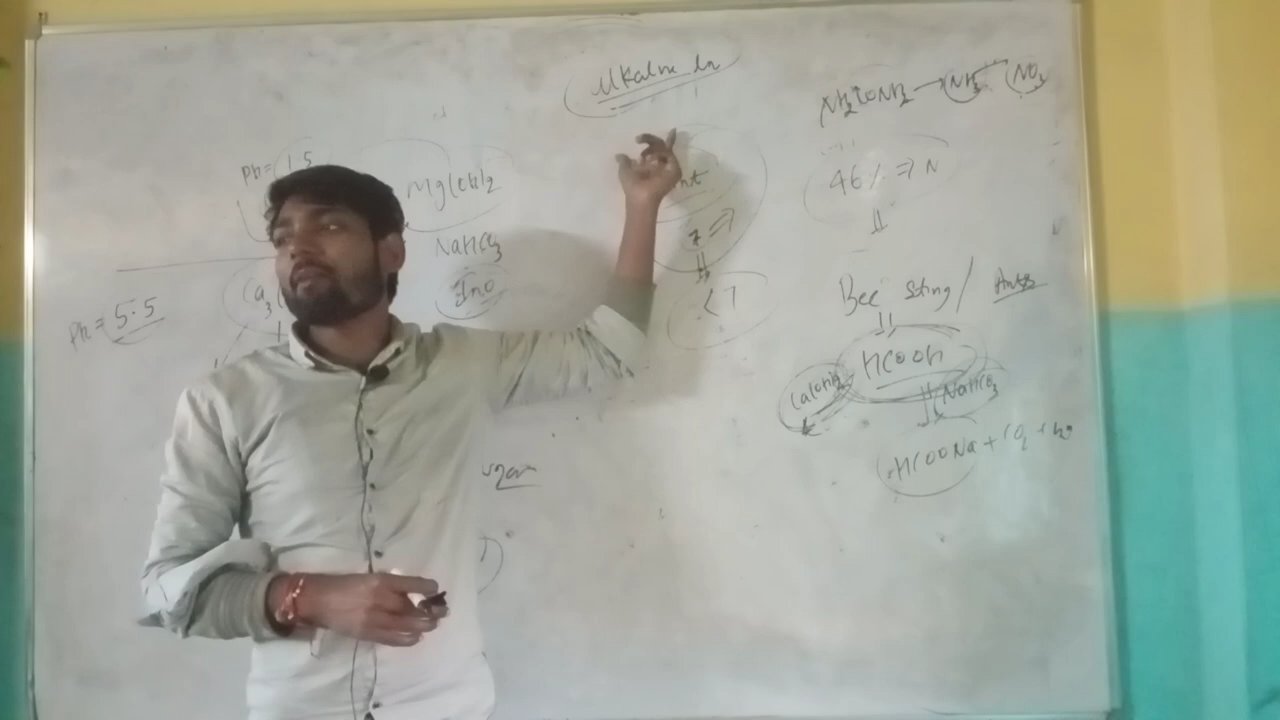 Alkaline
NH2CONH2 → NH3 NO3
PH = 1.5
46% ⇒ N
Mg(OH)2
NaHCO3
7 ⇒
< 7
PH = 5.5
Bee Sting / Ants
HCOOH
Ca(OH)2 NaHCO3
HCOONa + CO2 + H2O